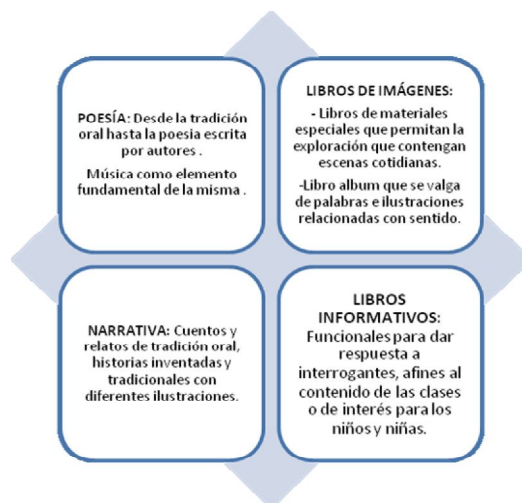 POESÍA: Desde la tradición
oral hasta la poesia escrita
por autores .
Música como elemento
fundamental de la misma .
LIBROS DE IMÁGENES:
- Libros de materiales
especiales que permitan la
exploración que contengan
escenas cotidianas.
-Libro album que se valga
de palabras e ilustraciones
relacionadas con sentido.
NARRATIVA: Cuentos y
relatos de tradición oral,
historias inventadas y
tradicionales con
diferentes ilustraciones.
LIBROS
INFORMATIVOS:
Funcionales para dar
respuesta a
interrogantes, afines al
contenido de las clases
o de interés para los
niños y niñas.